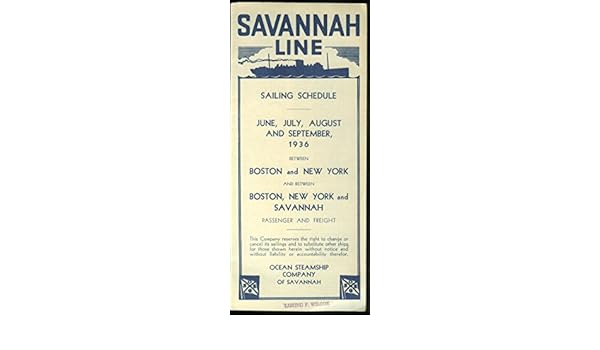 SAVANNAH
LINE
SAILING SCHEDULE
JUNE, JULY, AUGUST
AND SEPTEMBER,
1936
BETWEEN
BOSTON and NEW YORK
AND BETWEEN
BOSTON, NEW YORK and
SAVANNAH
PASSENGER AND FREIGHT
This Company reserves the right to change or
cancel its sailings and to substitute other ships
for those shown herein without notice and
without liability or accountability therefor.
OCEAN STEAMSHIP
COMPANY
OF SAVANNAH
F. WILCOX